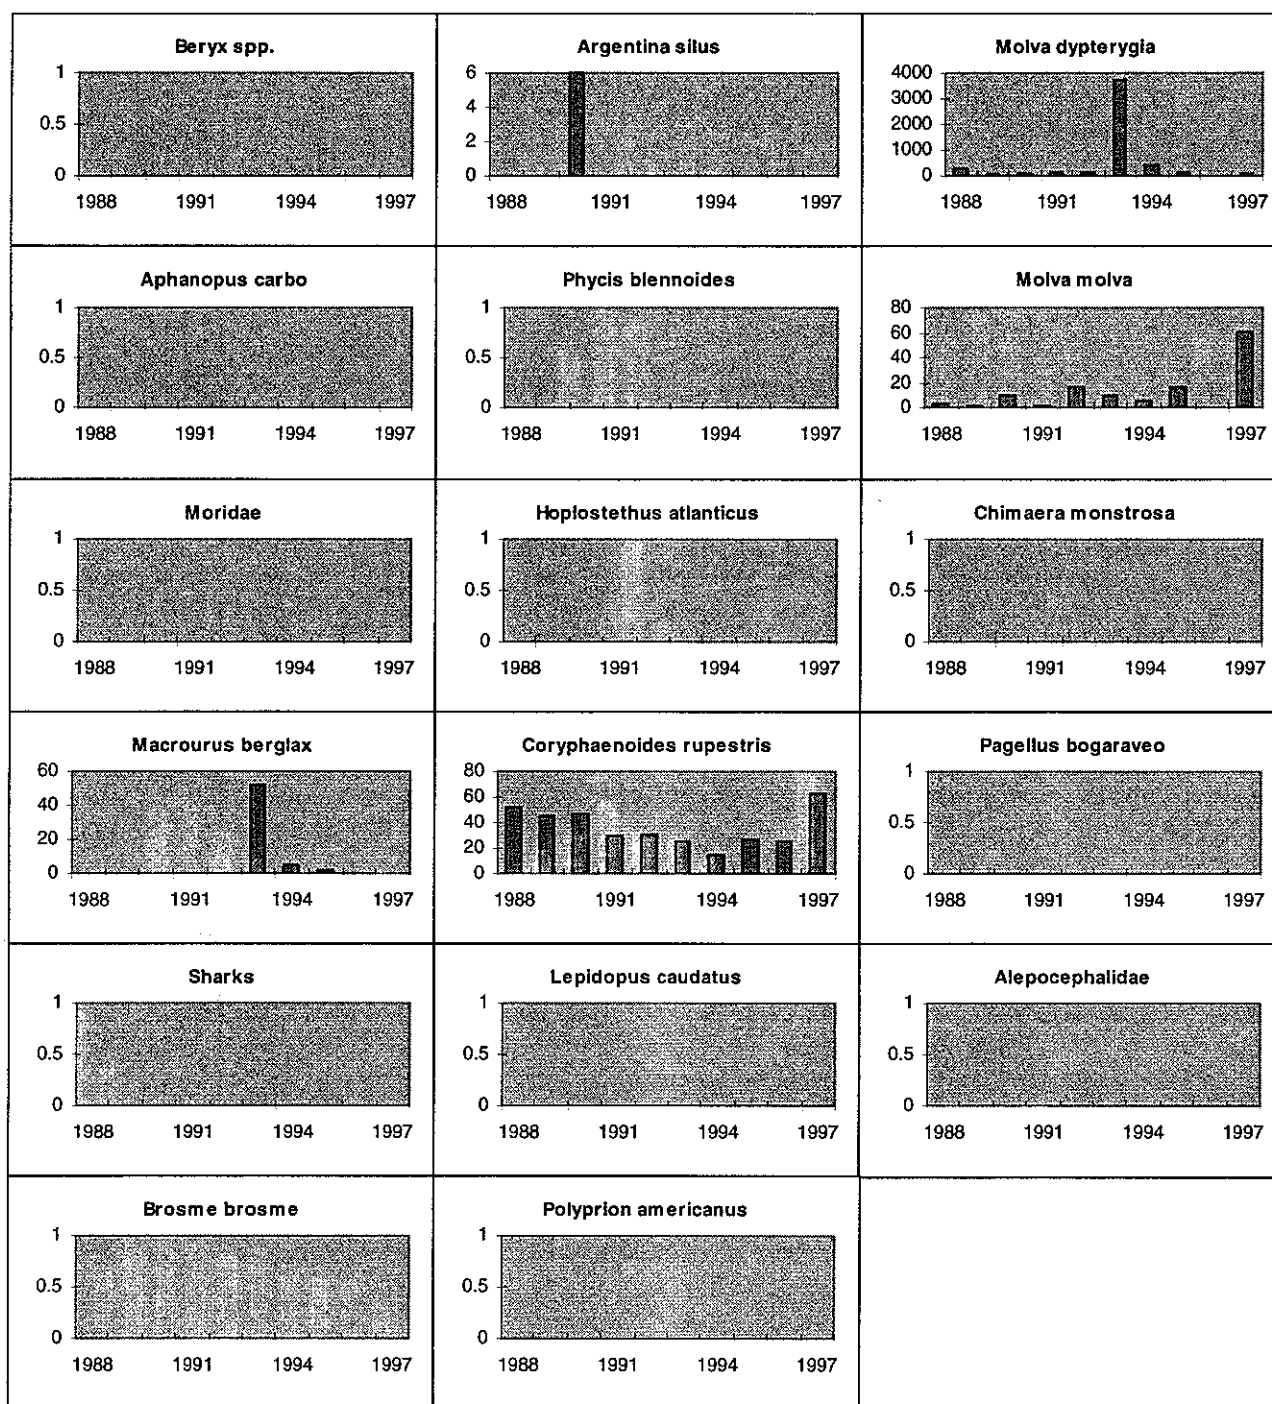 Beryx spp.
1
0.5
0
1988 1991 1994 1997
Argentina silus
6
4
2
0
1988 1991 1994 1997
Molva dypterygia
4000
3000
2000
1000
0
1988 1991 1994 1997
Aphanopus carbo
1
0.5
0
1988 1991 1994 1997
Phycis blennoides
1
0.5
0
1988 1991 1994 1997
Molva molva
80
60
40
20
0
1988 1991 1994 1997
Moridae
1
0.5
0
1988 1991 1994 1997
Hoplostethus atlanticus
1
0.5
0
1988 1991 1994 1997
Chimaera monstrosa
1
0.5
0
1988 1991 1994 1997
Macrourus berglax
60
40
20
0
1988 1991 1994 1997
Coryphaenoides rupestris
80
60
40
20
0
1988 1991 1994 1997
Pagellus bogaraveo
1
0.5
0
1988 1991 1994 1997
Sharks
1
0.5
0
1988 1991 1994 1997
Lepidopus caudatus
1
0.5
0
1988 1991 1994 1997
Alepocephalidae
1
0.5
0
1988 1991 1994 1997
Brosme brosme
1
0.5
0
1988 1991 1994 1997
Polyprion americanus
1
0.5
0
1988 1991 1994 1997